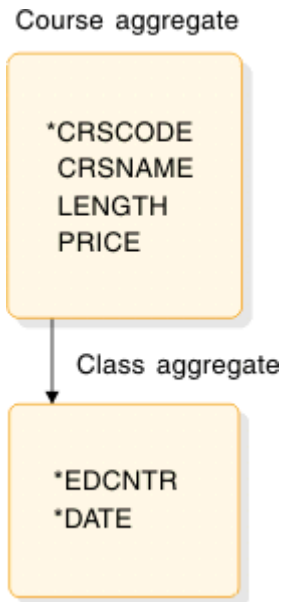 Course aggregate
*CRSCODE
CRSNAME
LENGTH
PRICE
Class aggregate
*EDCNTR
*DATE